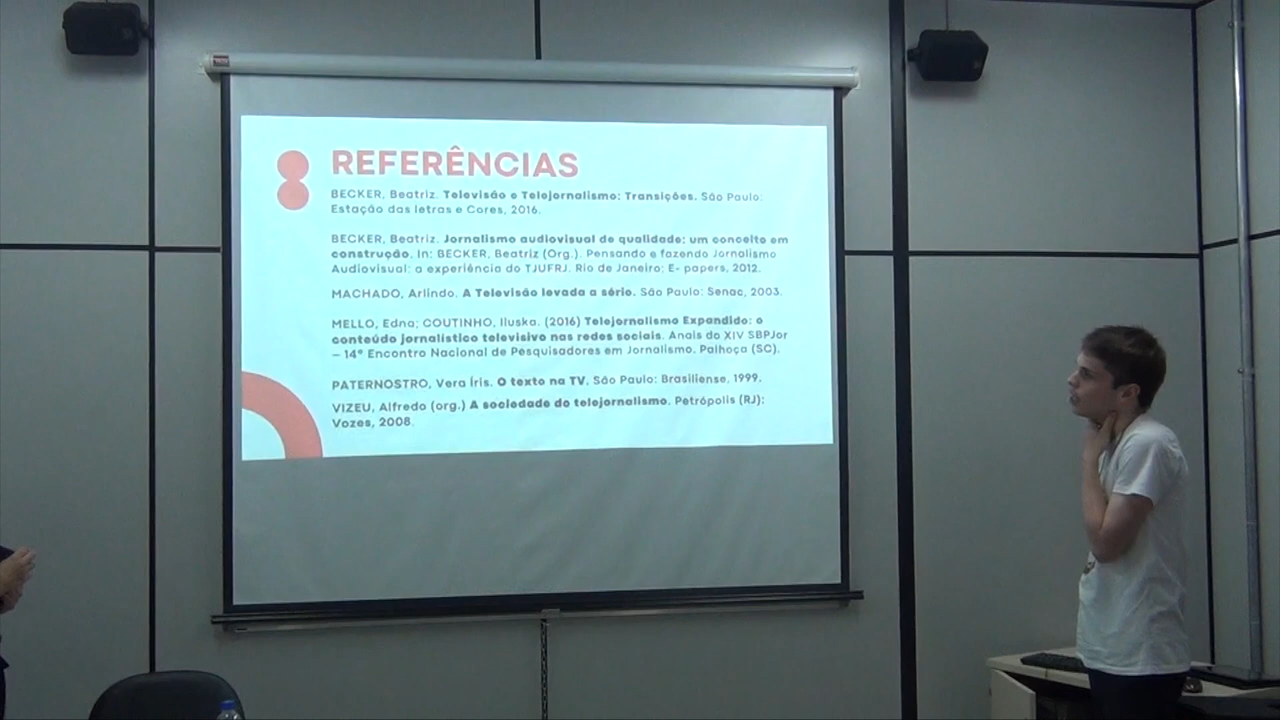 REFERÊNCIAS
BECKER, Beatriz. Televisão e Telejornalismo: Transições. São Paulo:
Estação das letras e Cores, 2016.
BECKER, Beatriz. Jornalismo audiovisual de qualidade: um conceito em
construção. In: BECKER, Beatriz (Org.). Pensando e fazendo Jornalismo
Audiovisual: a experiência do TJUFRJ. Rio de Janeiro: E- papers, 2012.
MACHADO, Arlindo. A Televisão levada a sério. São Paulo: Senac, 2003.
MELLO, Edna; COUTINHO, Iluska. (2016) Telejornalismo Expandido: o
conteúdo jornalístico televisivo nas redes sociais. Anais do XIV SBPJor
– 14º Encontro Nacional de Pesquisadores em Jornalismo. Palhoça (SC).
PATERNOSTRO, Vera Íris. O texto na TV. São Paulo: Brasiliense, 1999.
VIZEU, Alfredo (org.) A sociedade do telejornalismo. Petrópolis (RJ):
Vozes, 2008.